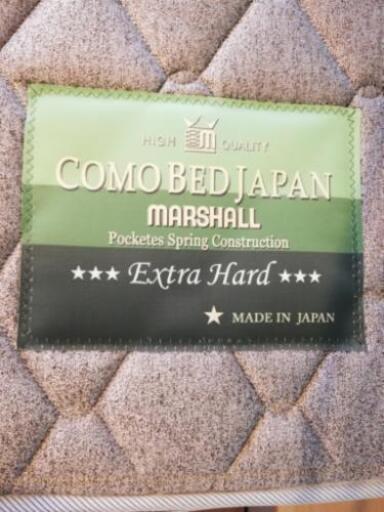 HIGH M QUALITY
COMO BED JAPAN
MARSHALL
Pocketes Spring Construction
★★★ Extra Hard ★★★
★ MADE IN JAPAN